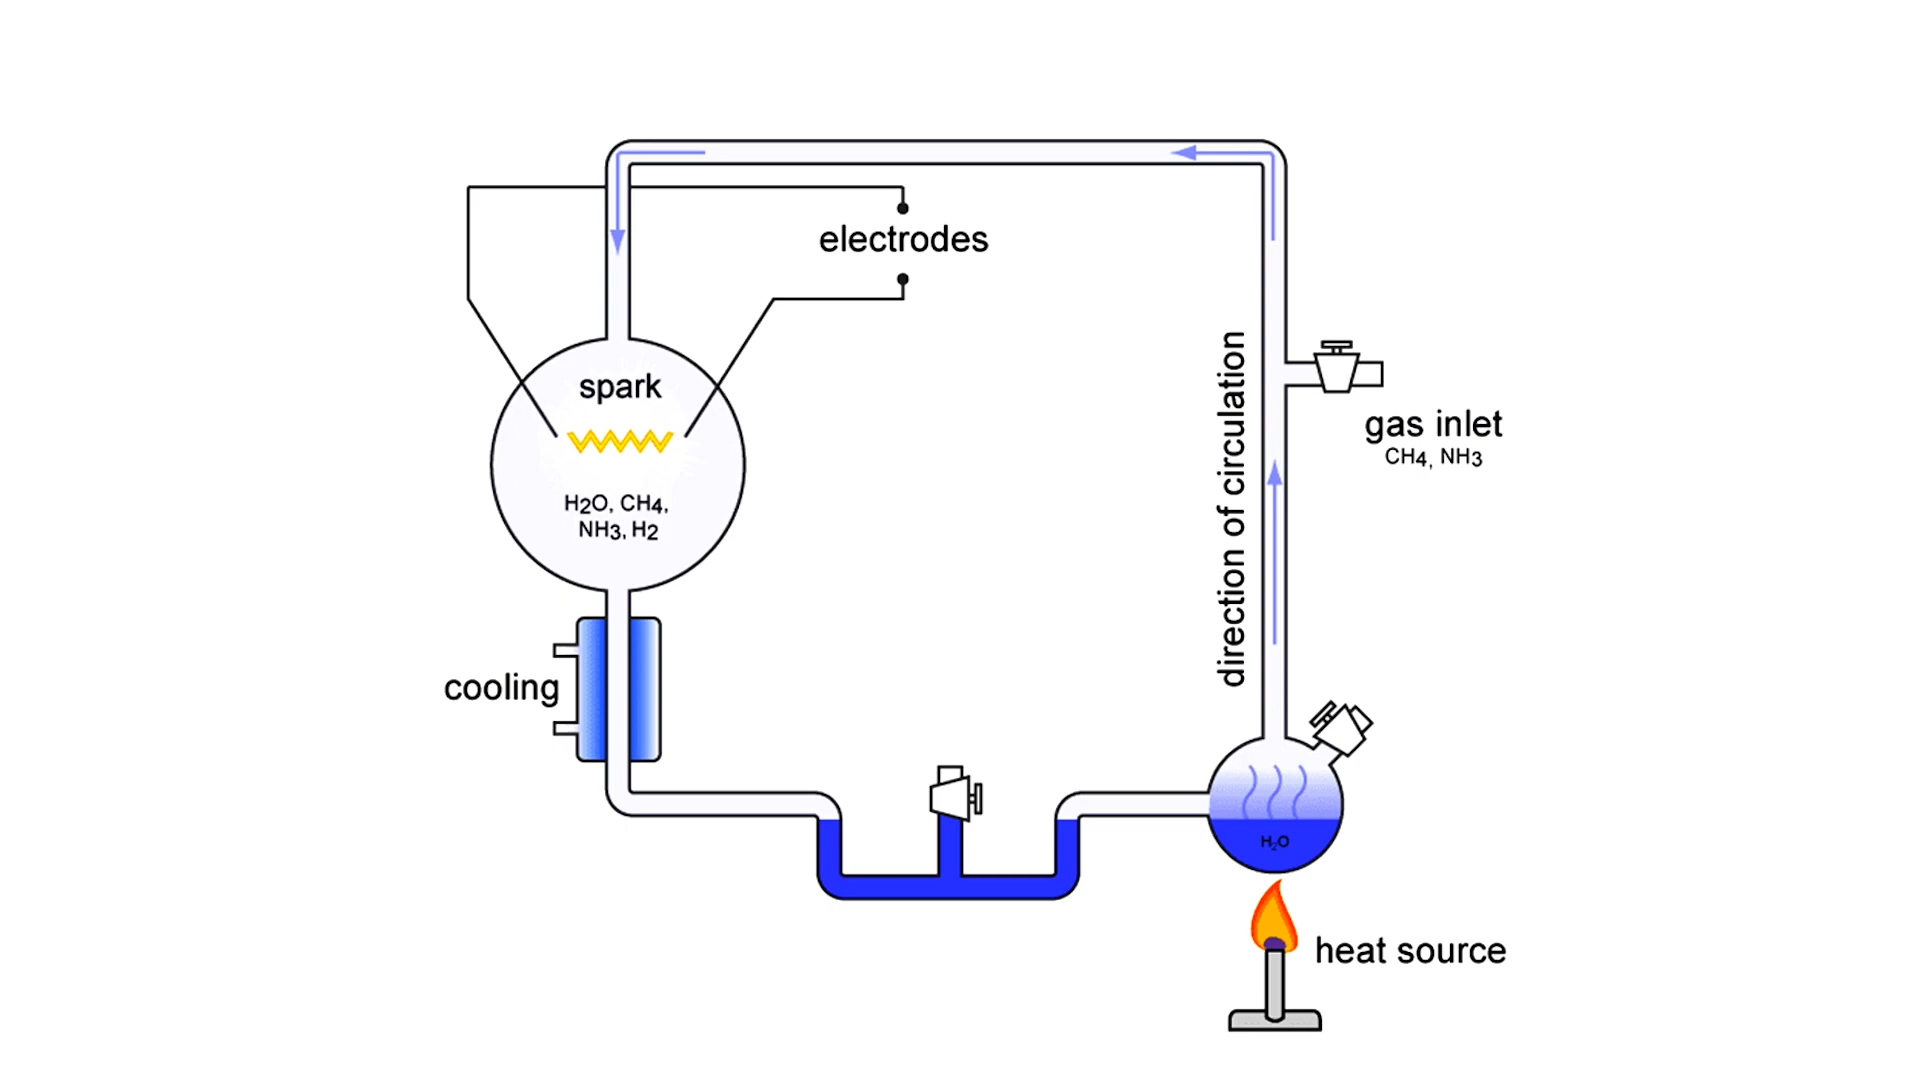 electrodes
spark
H2O, CH4,
NH3, H2
direction of circulation
gas inlet
CH4, NH3
cooling
H2O
heat source